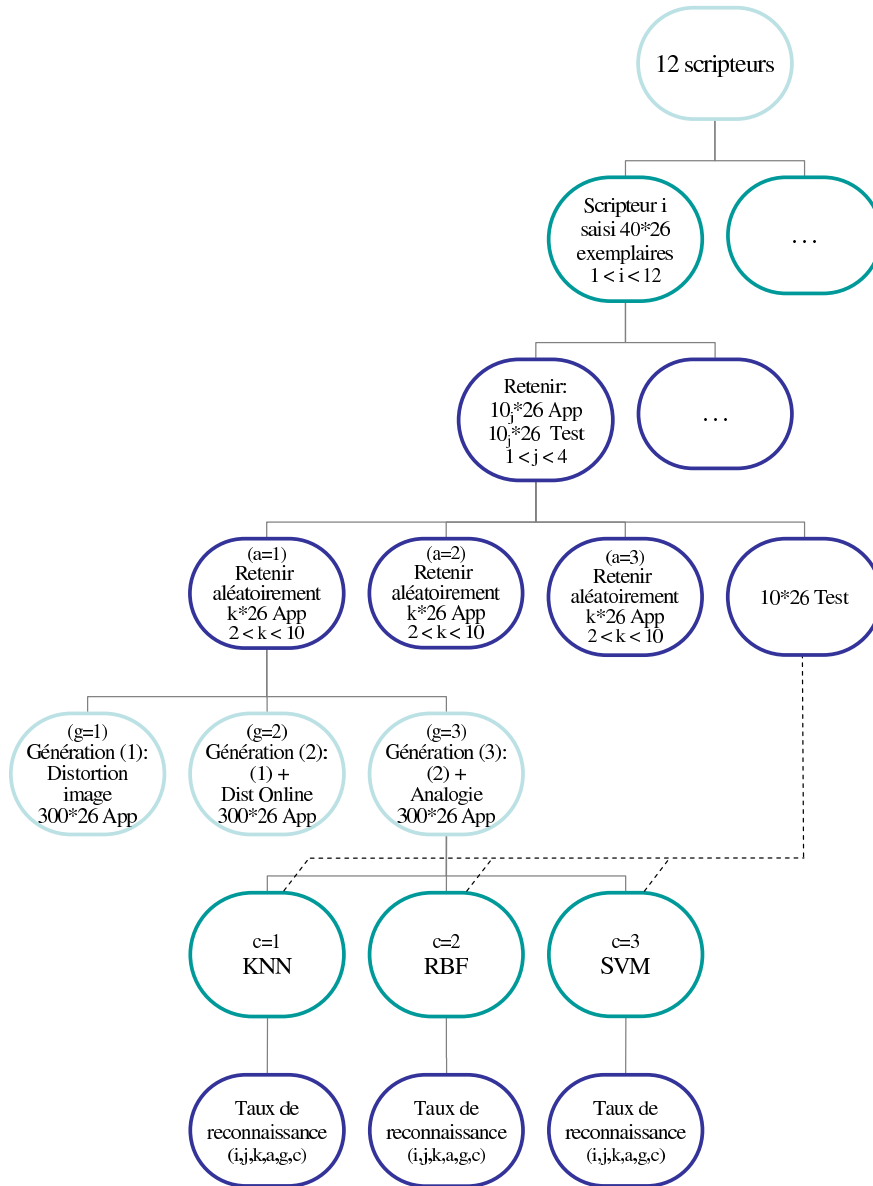 12 scripteurs
Scripteur i
saisi 40*26
exemplaires
1 < i < 12
. . .
Retenir:
10j*26 App
10j*26 Test
1 < j < 4
. . .
(a=1)
Retenir
aléatoirement
k*26 App
2 < k < 10
(a=2)
Retenir
aléatoirement
k*26 App
2 < k < 10
(a=3)
Retenir
aléatoirement
k*26 App
2 < k < 10
10*26 Test
(g=1)
Génération (1):
Distortion
image
300*26 App
(g=2)
Génération (2):
(1) +
Dist Online
300*26 App
(g=3)
Génération (3):
(2) +
Analogie
300*26 App
c=1
KNN
c=2
RBF
c=3
SVM
Taux de
reconnaissance
(i,j,k,a,g,c)
Taux de
reconnaissance
(i,j,k,a,g,c)
Taux de
reconnaissance
(i,j,k,a,g,c)